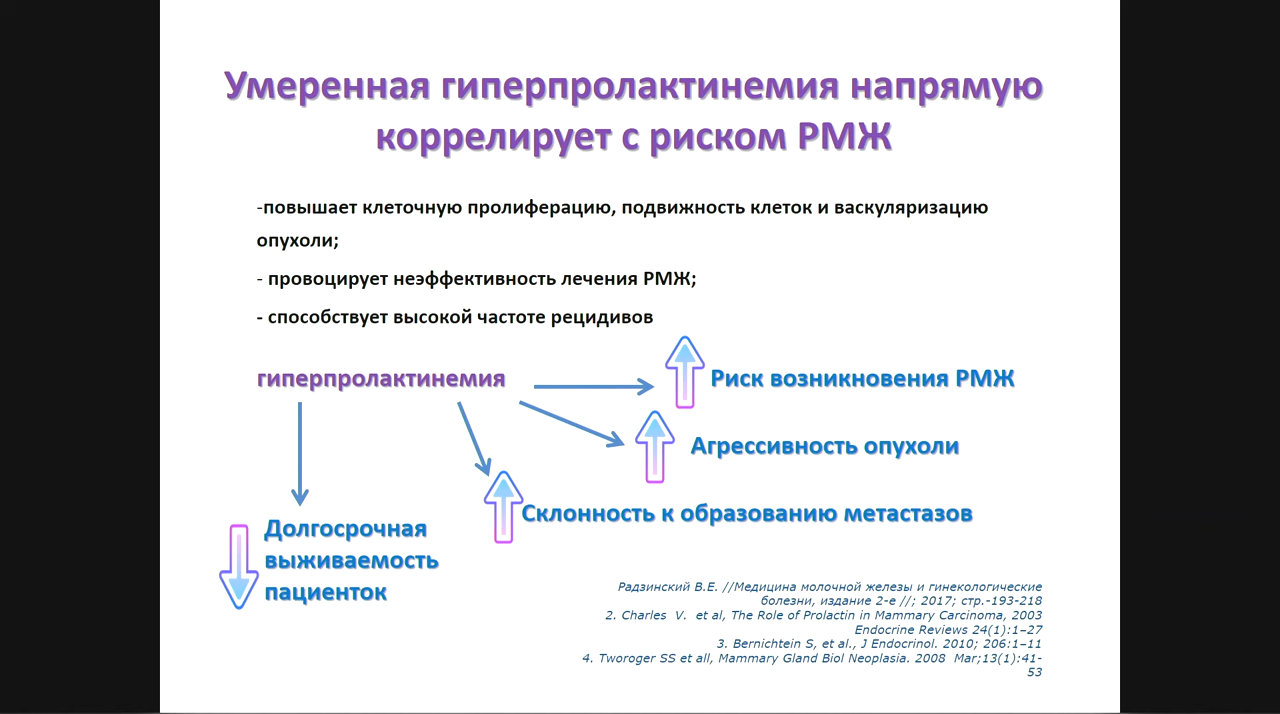 Умеренная гиперпролактинемия напрямую
коррелирует с риском РМЖ
-повышает клеточную пролиферацию, подвижность клеток и васкуляризацию
опухоли;
- провоцирует неэффективность лечения РМЖ;
- способствует высокой частоте рецидивов
гиперпролактинемия
Риск возникновения РМЖ
Агрессивность опухоли
Склонность к образованию метастазов
Долгосрочная
выживаемость
пациенток
Радзинский В.Е. //Медицина молочной железы и гинекологические
болезни, издание 2-е //; 2017; стр.-193-218
2. Charles  V.  et al, The Role of Prolactin in Mammary Carcinoma, 2003
Endocrine Reviews 24(1):1–27
3. Bernichtein S, et al., J Endocrinol. 2010; 206:1–11
4. Tworoger SS et all, Mammary Gland Biol Neoplasia. 2008  Mar;13(1):41-
53